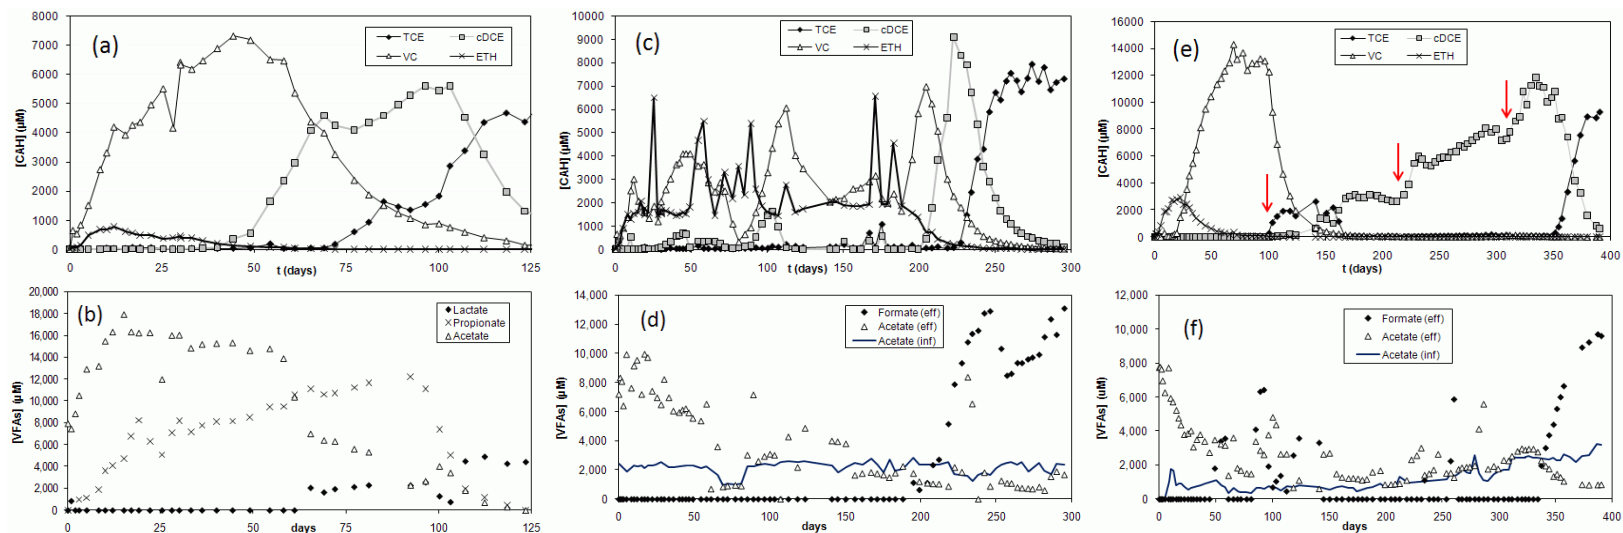 (a)
[CAH] (µM)
8000
7000
6000
5000
4000
3000
2000
1000
0
TCE cDCE
VC ETH
0 25 50 75 100 125
t (days)
(c)
[CAH] (µM)
10000
9000
8000
7000
6000
5000
4000
3000
2000
1000
0
TCE cDCE
VC ETH
0 50 100 150 200 250 300
t (days)
(e)
[CAH] (µM)
16000
14000
12000
10000
8000
6000
4000
2000
0
TCE cDCE
VC ETH
0 50 100 150 200 250 300 350 400
t (days)
(b)
[VFAs] (µM)
20,000
18,000
16,000
14,000
12,000
10,000
8,000
6,000
4,000
2,000
0
Lactate
Propionate
Acetate
0 25 50 75 100 125
days
(d)
[VFAs] (µM)
14,000
12,000
10,000
8,000
6,000
4,000
2,000
0
Formate (eff)
Acetate (eff)
Acetate (inf)
0 50 100 150 200 250 300
days
(f)
[VFAs] (uM)
12,000
10,000
8,000
6,000
4,000
2,000
0
Formate (eff)
Acetate (eff)
Acetate (inf)
0 50 100 150 200 250 300 350 400
days